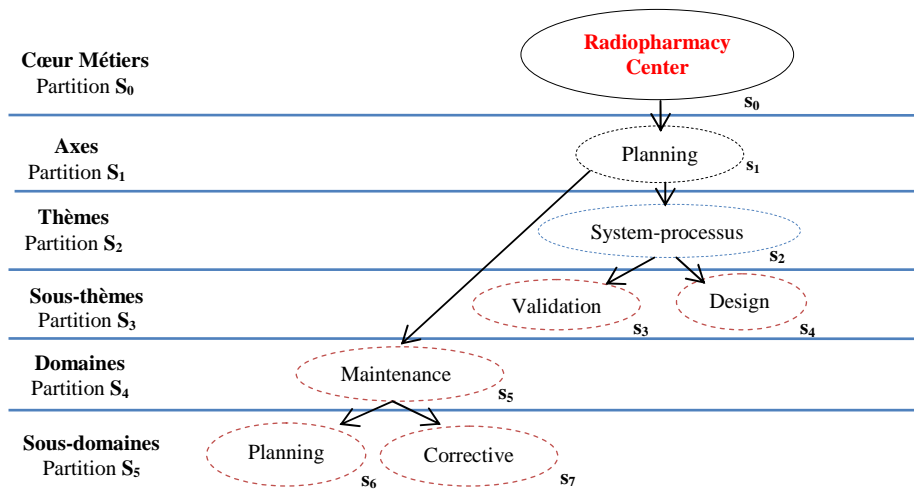 Cœur Métiers
Partition S0
Radiopharmacy
Center
s0
Axes
Partition S1
Planning
s1
Thèmes
Partition S2
System-processus
s2
Sous-thèmes
Partition S3
Validation
s3
Design
s4
Domaines
Partition S4
Maintenance
s5
Sous-domaines
Partition S5
Planning
s6
Corrective
s7